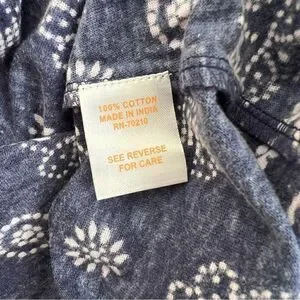 100% COTTON
MADE IN INDIA
RN-70210
SEE REVERSE
FOR CARE